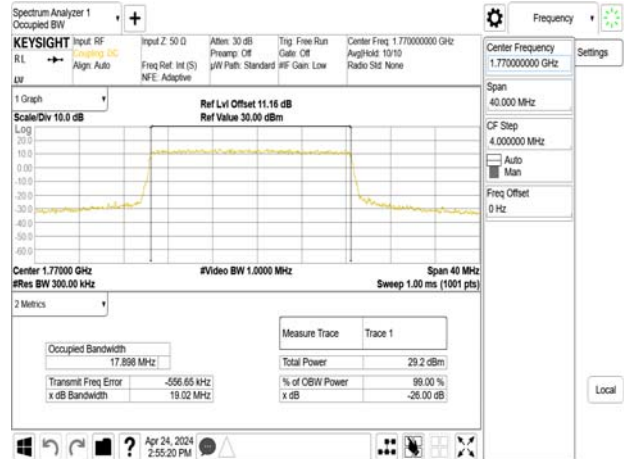 Spectrum Analyzer 1
Occupied BW
Frequency
KEYSIGHT
RL
Input: RF
Coupling: DC
Align: Auto
Input Z: 50 Ω
Freq Ref: Int (S)
NFE: Adaptive
Atten: 30 dB
Preamp: Off
µW Path: Standard
Trig: Free Run
Gate: Off
#IF Gain: Low
Center Freq: 1.770000000 GHz
Avg|Hold: 10/10
Radio Std: None
Center Frequency
1.770000000 GHz
Settings
Span
40.000 MHz
CF Step
4.000000 MHz
Auto
Man
Freq Offset
0 Hz
Local
1 Graph
Scale/Div 10.0 dB
Ref Lvl Offset 11.16 dB
Ref Value 30.00 dBm
Log
20.0
10.0
0.00
-10.0
-20.0
-30.0
-40.0
-50.0
-60.0
Center 1.77000 GHz
#Res BW 300.00 kHz
#Video BW 1.0000 MHz
Span 40 MHz
Sweep 1.00 ms (1001 pts)
2 Metrics
Occupied Bandwidth
17.898 MHz
Transmit Freq Error -556.65 kHz
x dB Bandwidth 19.02 MHz
Measure Trace Trace 1
Total Power 29.2 dBm
% of OBW Power 99.00 %
x dB -26.00 dB
Apr 24, 2024
2:55:20 PM